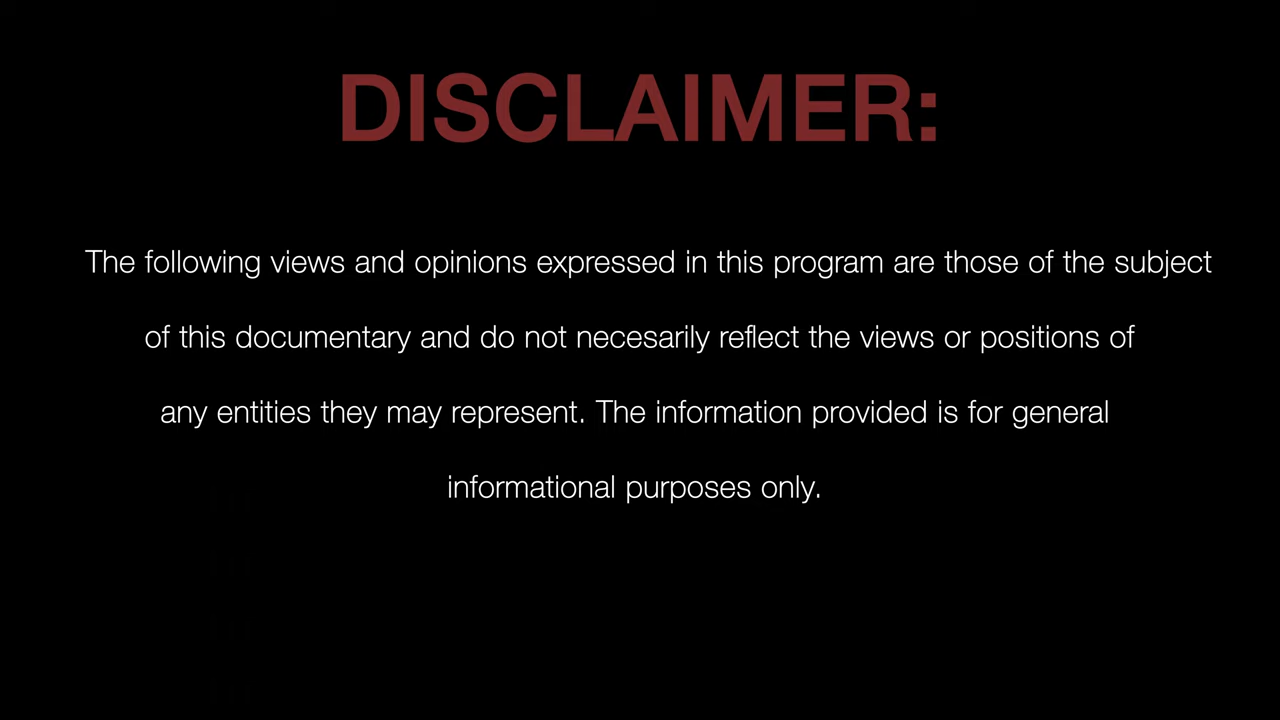 DISCLAIMER:
The following views and opinions expressed in this program are those of the subject
of this documentary and do not necesarily reflect the views or positions of
any entities they may represent. The information provided is for general
informational purposes only.